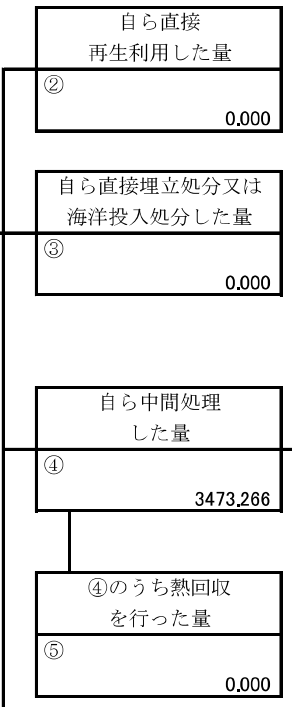 自ら直接
再生利用した量
②
0.000
自ら直接埋立処分又は
海洋投入処分した量
③
0.000
自ら中間処理
した量
④
3473.266
④のうち熱回収
を行った量
⑤
0.000